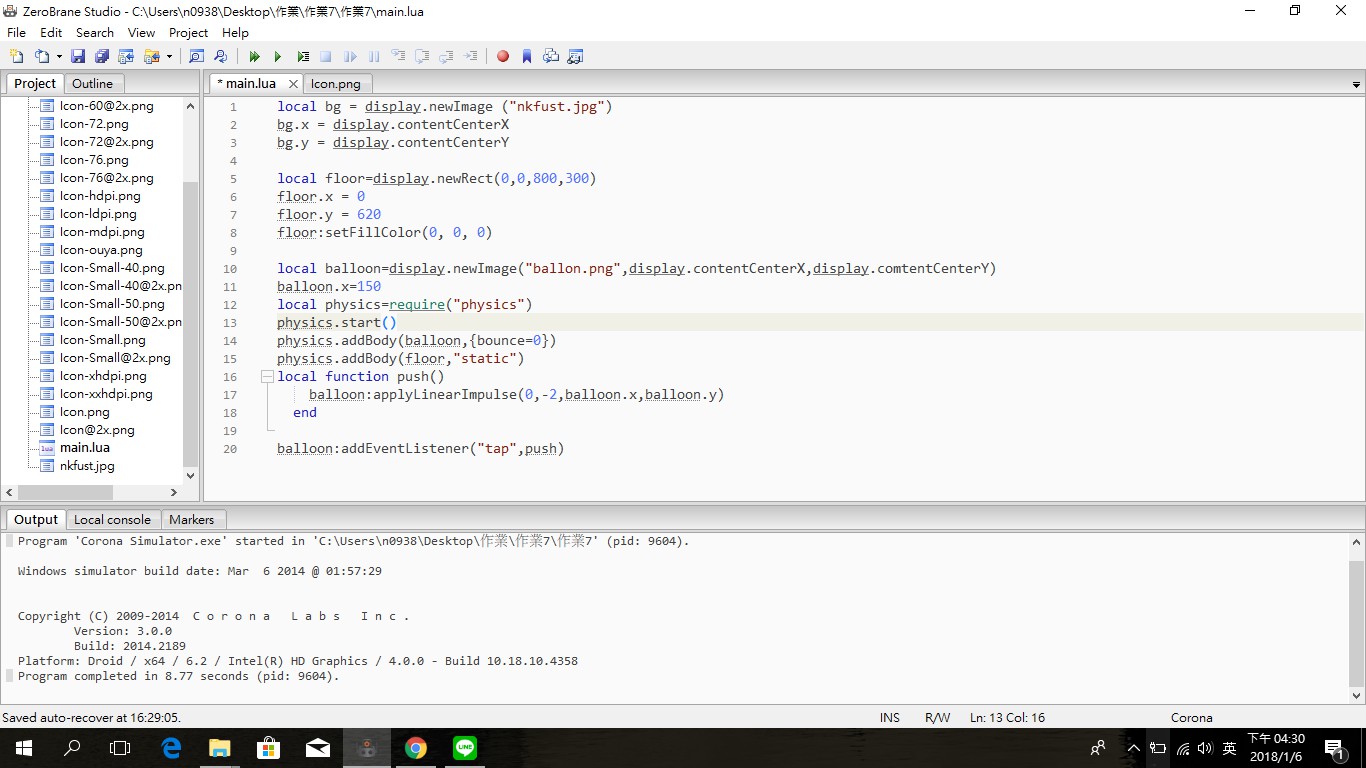 ZeroBrane Studio - C:\Users\n0938\Desktop\作業\作業7\作業7\main.lua
File Edit Search View Project Help
Project Outline
* main.lua Icon.png
Icon-60@2x.png
Icon-72.png
Icon-72@2x.png
Icon-76.png
Icon-76@2x.png
Icon-hdpi.png
Icon-ldpi.png
Icon-mdpi.png
Icon-ouya.png
Icon-Small-40.png
Icon-Small-40@2x.pn
Icon-Small-50.png
Icon-Small-50@2x.pn
Icon-Small.png
Icon-Small@2x.png
Icon-xhdpi.png
Icon-xxhdpi.png
Icon.png
Icon@2x.png
main.lua
nkfust.jpg
1 local bg = display.newImage ("nkfust.jpg")
2 bg.x = display.contentCenterX
3 bg.y = display.contentCenterY
4
5 local floor=display.newRect(0,0,800,300)
6 floor.x = 0
7 floor.y = 620
8 floor:setFillColor(0, 0, 0)
9
10 local balloon=display.newImage("ballon.png",display.contentCenterX,display.comtentCenterY)
11 balloon.x=150
12 local physics=require("physics")
13 physics.start()
14 physics.addBody(balloon,{bounce=0})
15 physics.addBody(floor,"static")
16 local function push()
17 balloon:applyLinearImpulse(0,-2,balloon.x,balloon.y)
18 end
19
20 balloon:addEventListener("tap",push)
Output Local console Markers
Program 'Corona Simulator.exe' started in 'C:\Users\n0938\Desktop\作業\作業7\作業7' (pid: 9604).
Windows simulator build date: Mar 6 2014 @ 01:57:29
Copyright (C) 2009-2014 C o r o n a L a b s I n c .
Version: 3.0.0
Build: 2014.2189
Platform: Droid / x64 / 6.2 / Intel(R) HD Graphics / 4.0.0 - Build 10.18.10.4358
Program completed in 8.77 seconds (pid: 9604).
Saved auto-recover at 16:29:05. INS R/W Ln: 13 Col: 16 Corona
LINE
英
下午 04:30
2018/1/6
1